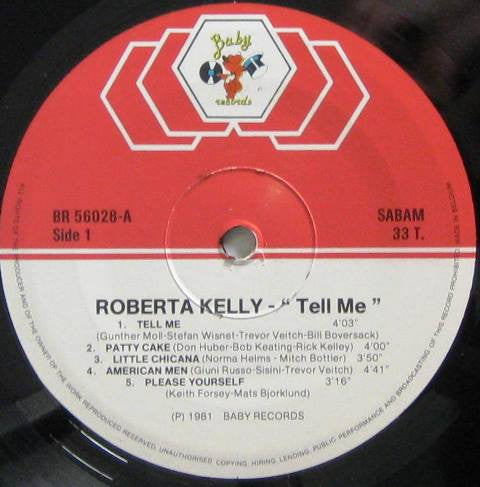 Baby
records
BR 56028-A
Side 1
SABAM
33 T.
ROBERTA KELLY - “ Tell Me ”
1. TELL ME 4'03"
(Gunther Moll-Stefan Wisnet-Trevor Veitch-Bill Boversack)
2. PATTY CAKE (Don Huber-Bob Keating-Rick Kelley) 4'00"
3. LITTLE CHICANA (Norma Helms - Mitch Bottler) 3'50"
4. AMERICAN MEN (Giuni Russo-Sisini-Trevor Veitch) 4'41"
5. PLEASE YOURSELF 3'16"
(Keith Forsey-Mats Bjorklund)
(P) 1981 BABY RECORDS
ALL RIGHTS OF THE PRODUCER AND OF THE OWNER OF THE WORK REPRODUCED RESERVED. UNAUTHORISED COPYING, HIRING, LENDING, PUBLIC PERFORMANCE AND BROADCASTING OF THIS RECORD PROHIBITED. MADE IN BELGIUM